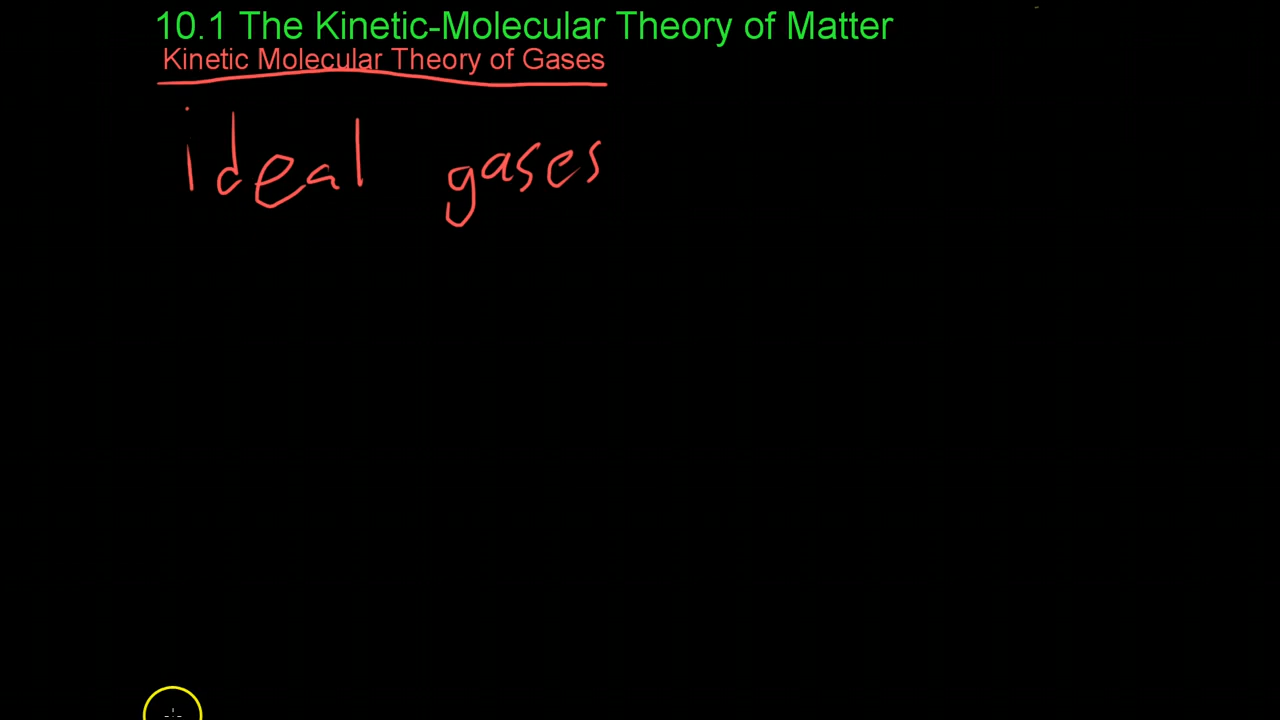 10.1 The Kinetic-Molecular Theory of Matter
Kinetic Molecular Theory of Gases
ideal gases